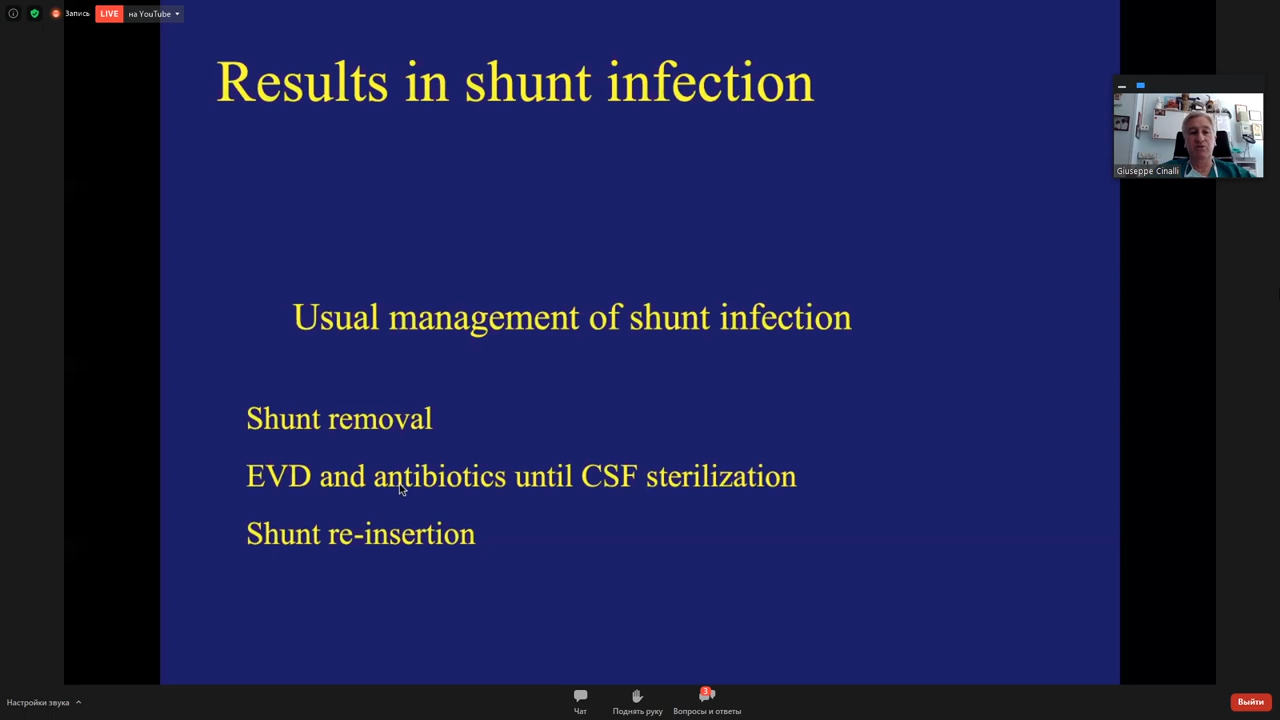 Запись
LIVE
на YouTube
Results in shunt infection
Giuseppe Cinalli
Usual management of shunt infection
Shunt removal
EVD and antibiotics until CSF sterilization
Shunt re-insertion
Настройки звука
Чат
Поднять руку
3
Вопросы и ответы
Выйти